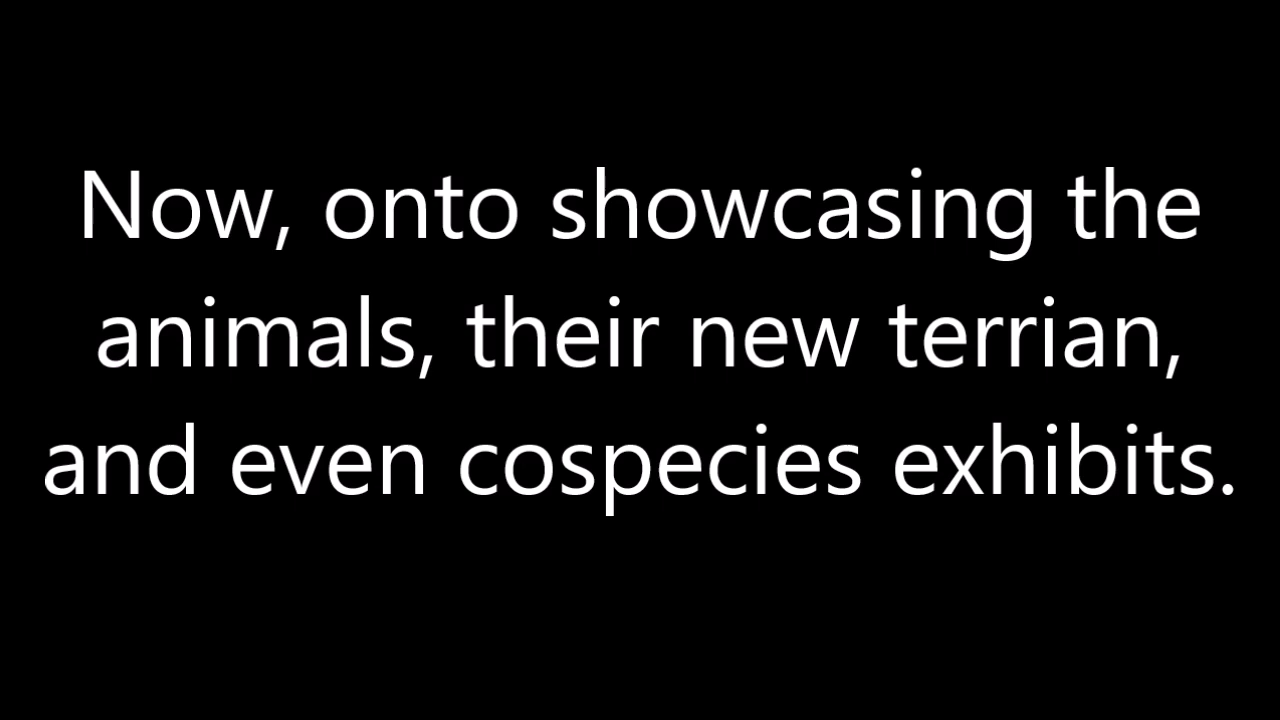 Now, onto showcasing the
animals, their new terrian,
and even cospecies exhibits.